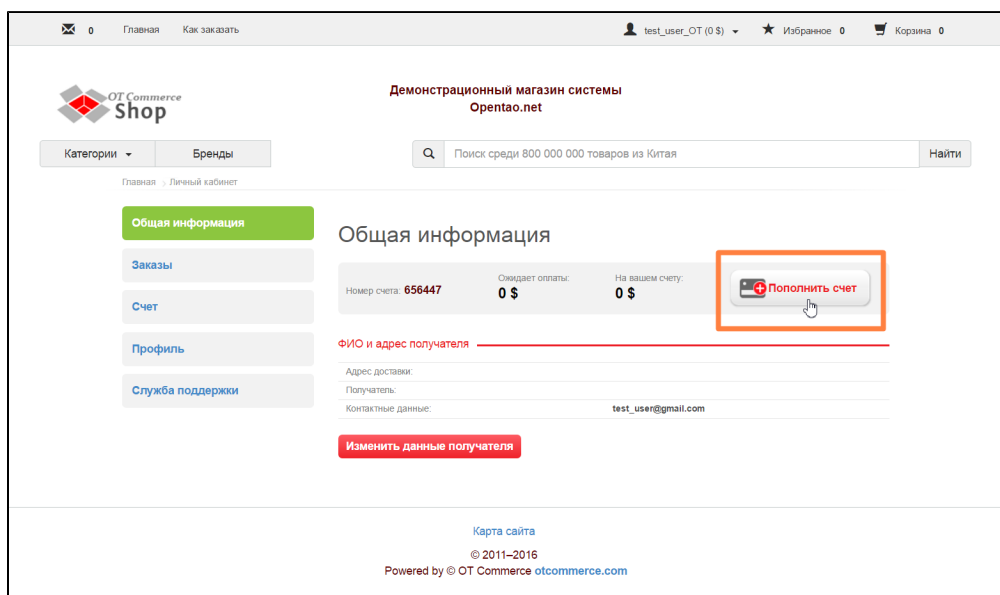 0 Главная Как заказать test_user_OT (0 $) Избранное 0 Корзина 0
OT Commerce
Shop
Демонстрационный магазин системы
Opentao.net
Категории Бренды Поиск среди 800 000 000 товаров из Китая Найти
Главная > Личный кабинет
Общая информация
Заказы
Счет
Профиль
Служба поддержки
Общая информация
Номер счета: 656447
Ожидает оплаты:
0 $
На вашем счету:
0 $
Пополнить счет
ФИО и адрес получателя
Адрес доставки:
Получатель:
Контактные данные: test_user@gmail.com
Изменить данные получателя
Карта сайта
© 2011–2016
Powered by © OT Commerce otcommerce.com